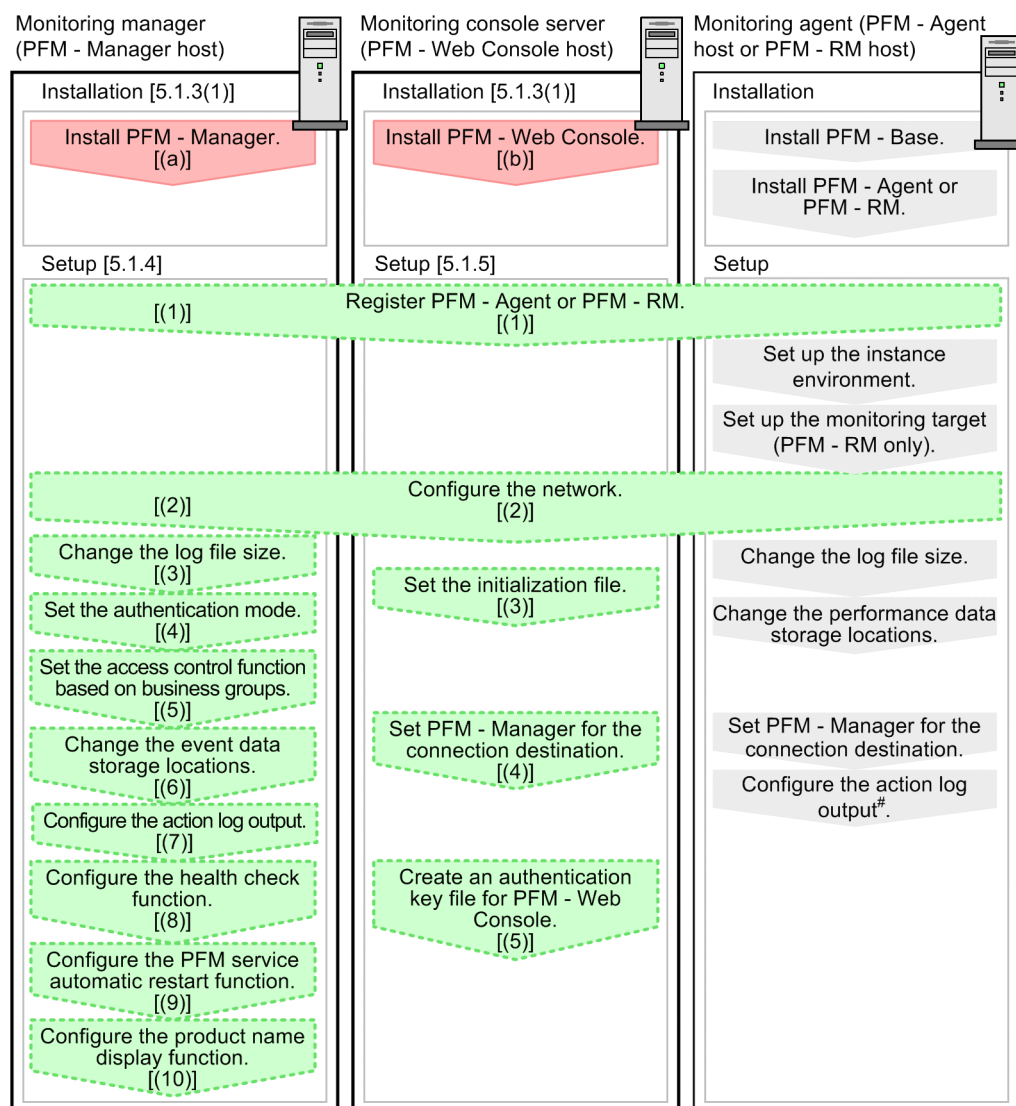 Monitoring manager
(PFM - Manager host)
Installation [5.1.3(1)]
Install PFM - Manager.
[(a)]
Setup [5.1.4]
[(1)]
[(2)]
Change the log file size.
[(3)]
Set the authentication mode.
[(4)]
Set the access control function
based on business groups.
[(5)]
Change the event data
storage locations.
[(6)]
Configure the action log output.
[(7)]
Configure the health check
function.
[(8)]
Configure the PFM service
automatic restart function.
[(9)]
Configure the product name
display function.
[(10)]
Monitoring console server
(PFM - Web Console host)
Installation [5.1.3(1)]
Install PFM - Web Console.
[(b)]
Setup [5.1.5]
Register PFM - Agent or PFM - RM.
[(1)]
Configure the network.
[(2)]
Set the initialization file.
[(3)]
Set PFM - Manager for the
connection destination.
[(4)]
Create an authentication
key file for PFM - Web
Console.
[(5)]
Monitoring agent (PFM - Agent
host or PFM - RM host)
Installation
Install PFM - Base.
Install PFM - Agent or
PFM - RM.
Setup
Set up the instance
environment.
Set up the monitoring target
(PFM - RM only).
Change the log file size.
Change the performance data
storage locations.
Set PFM - Manager for the
connection destination.
Configure the action log
output#.